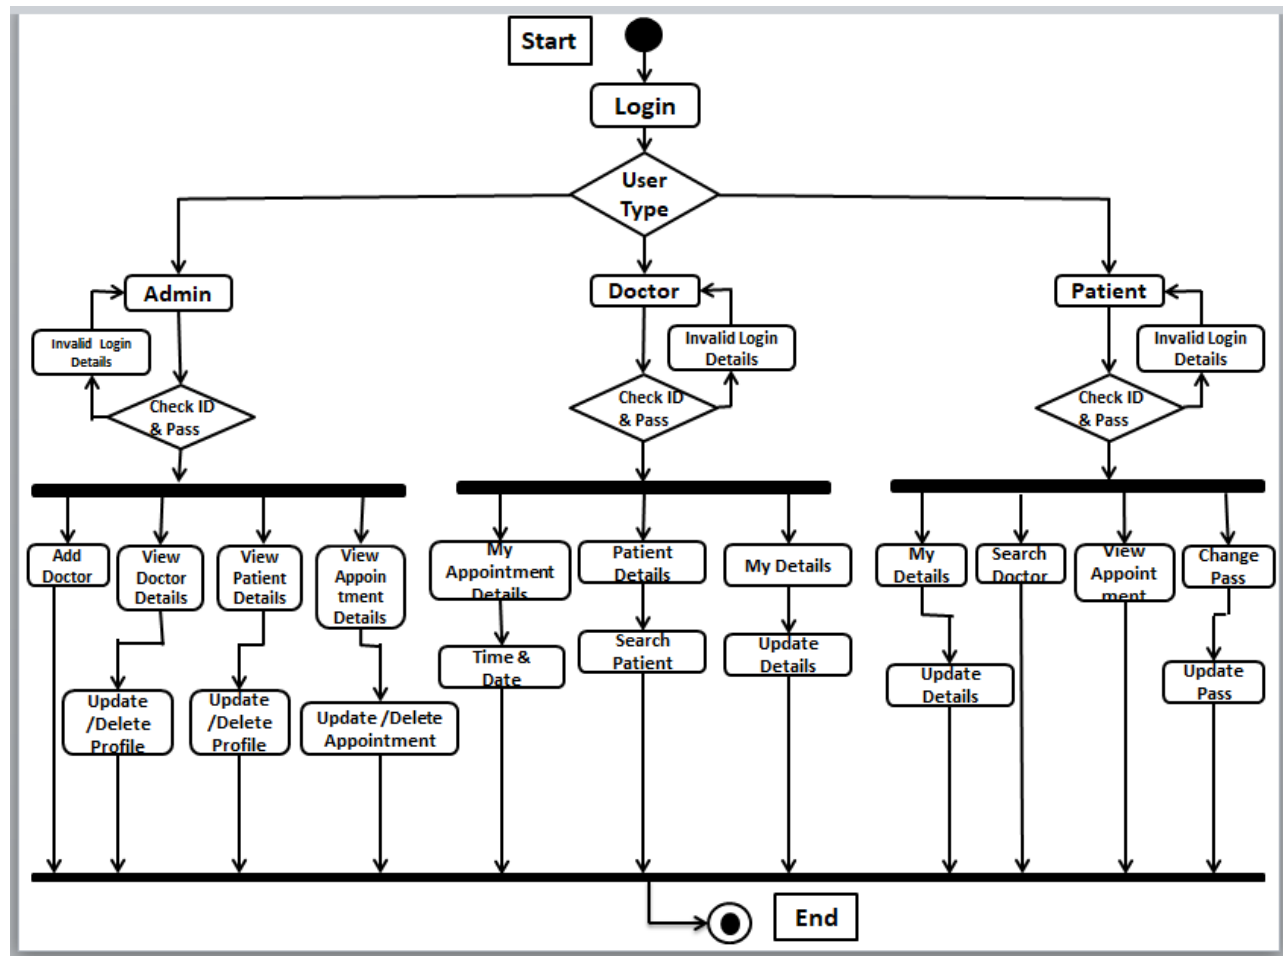 Start
Login
User
Type
Admin
Doctor
Patient
Invalid Login
Details
Invalid Login
Details
Invalid Login
Details
Check ID
& Pass
Check ID
& Pass
Check ID
& Pass
Add
Doctor
View
Doctor
Details
View
Patient
Details
View
Appoin
tment
Details
My
Appointment
Details
Patient
Details
My Details
My
Details
Search
Doctor
View
Appoint
ment
Change
Pass
Update
/Delete
Profile
Update
/Delete
Profile
Update /Delete
Appointment
Time &
Date
Search
Patient
Update
Details
Update
Details
Update
Pass
End